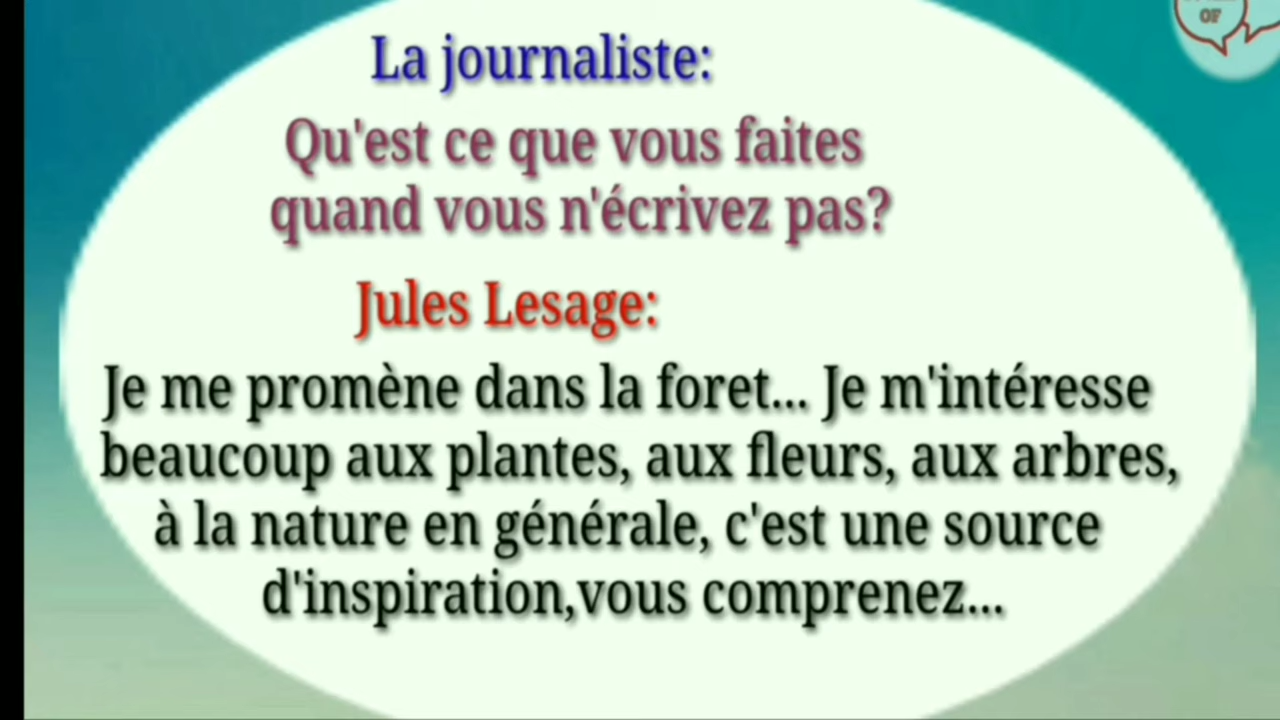 OF
La journaliste:
Qu'est ce que vous faites
quand vous n'écrivez pas?
Jules Lesage:
Je me promène dans la foret... Je m'intéresse
beaucoup aux plantes, aux fleurs, aux arbres,
à la nature en générale, c'est une source
d'inspiration,vous comprenez...